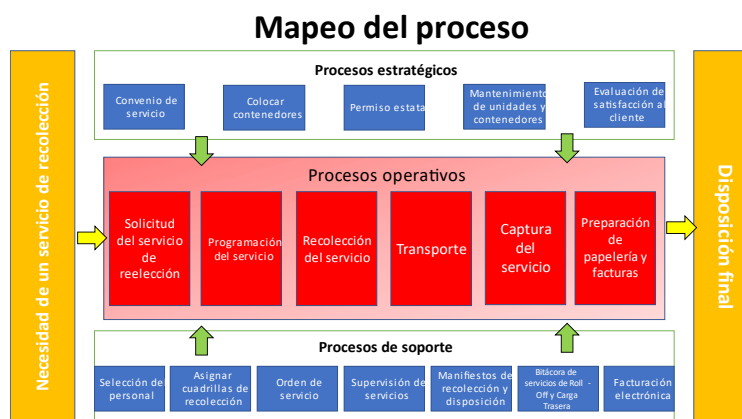 Mapeo del proceso
Necesidad de un servicio de recolección
Procesos estratégicos
Convenio de
servicio
Colocar
contenedores
Permiso estata
Mantenimiento
de unidades y
contenedores
Evaluación de
satisfacción al
cliente
Procesos operativos
Solicitud
del servicio
de
reelección
Programación
del servicio
Recolección
del servicio
Transporte
Captura
del
servicio
Preparación
de
papelería y
facturas
Procesos de soporte
Selección del
personal
Asignar
cuadrillas de
recolección
Orden de
servicio
Supervisión de
servicios
Manifiestos de
recolección y
disposición
Bitácora de
servicios de Roll -
Off y Carga
Trasera
Facturación
electrónica
Disposición final